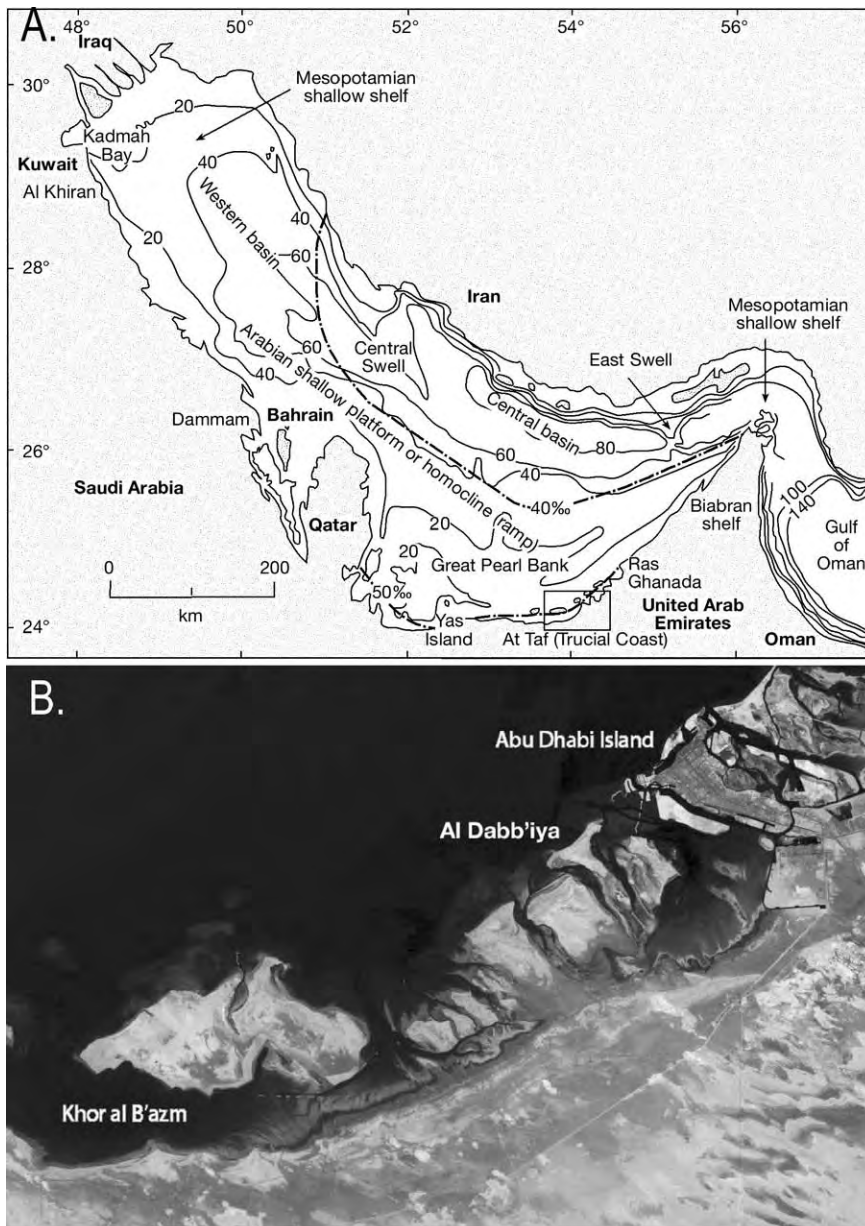 A.
48°
50°
52°
54°
56°
Iraq
30°
20
Mesopotamian
shallow shelf
Kadmah
Bay
Kuwait
Al Khiran
40
Western basin
20
40
60
28°
Iran
Mesopotamian
shallow shelf
60
Central
Swell
East Swell
Arabian shallow platform or homocline (ramp)
40
Central basin
Dammam
Bahrain
80
26°
60
40
Saudi Arabia
40‰
Biabran
shelf
100
140
Qatar
20
Gulf
of
Oman
0
200
km
20
Great Pearl Bank
Ras
Ghanada
50‰
Yas
Island
United Arab
Emirates
24°
At Taf (Trucial Coast)
Oman
B.
Abu Dhabi Island
Al Dabb'iya
Khor al B'azm